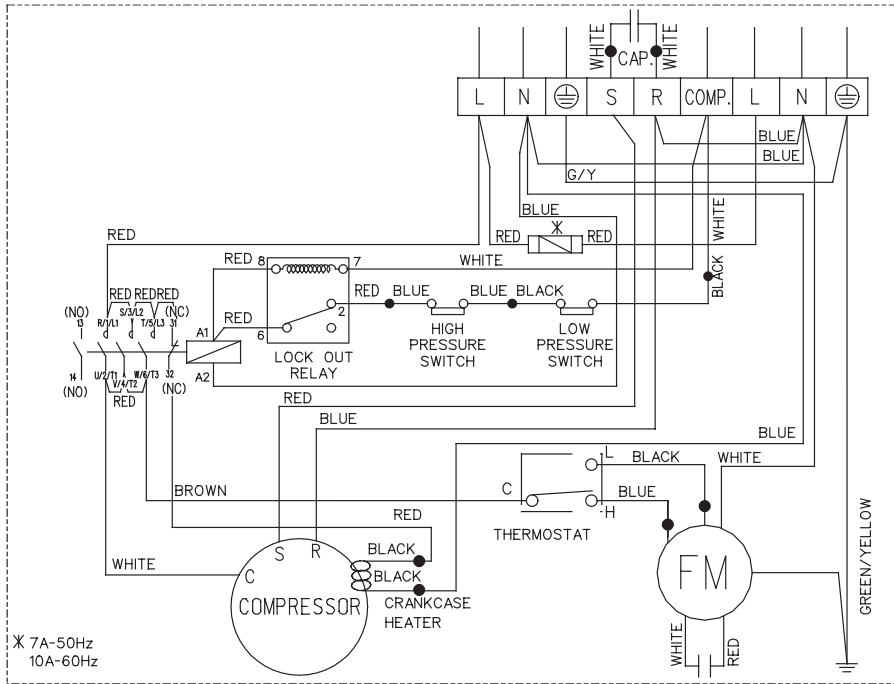 WHITE
WHITE
CAP.
L N S R COMP. L N
BLUE
BLUE
G/Y
BLUE
WHITE
RED
RED
RED
RED 8
7
WHITE
BLACK
RED RED RED
S/3/L2
(NO)
13
R/1/L1
T/5/L3
31
(NC)
A1
RED
6
2
RED
BLUE
BLUE
BLACK
HIGH
PRESSURE
SWITCH
LOW
PRESSURE
SWITCH
LOCK OUT
RELAY
A2
14
(NO)
U/2/T1
V/4/T2
W/6/T3
32
(NC)
RED
RED
BLUE
BLUE
WHITE
L
BLACK
C
BLUE
H
THERMOSTAT
BROWN
RED
S R
BLACK
WHITE
C
BLACK
COMPRESSOR
CRANKCASE
HEATER
FM
GREEN/YELLOW
WHITE
RED
7A-50Hz
10A-60Hz